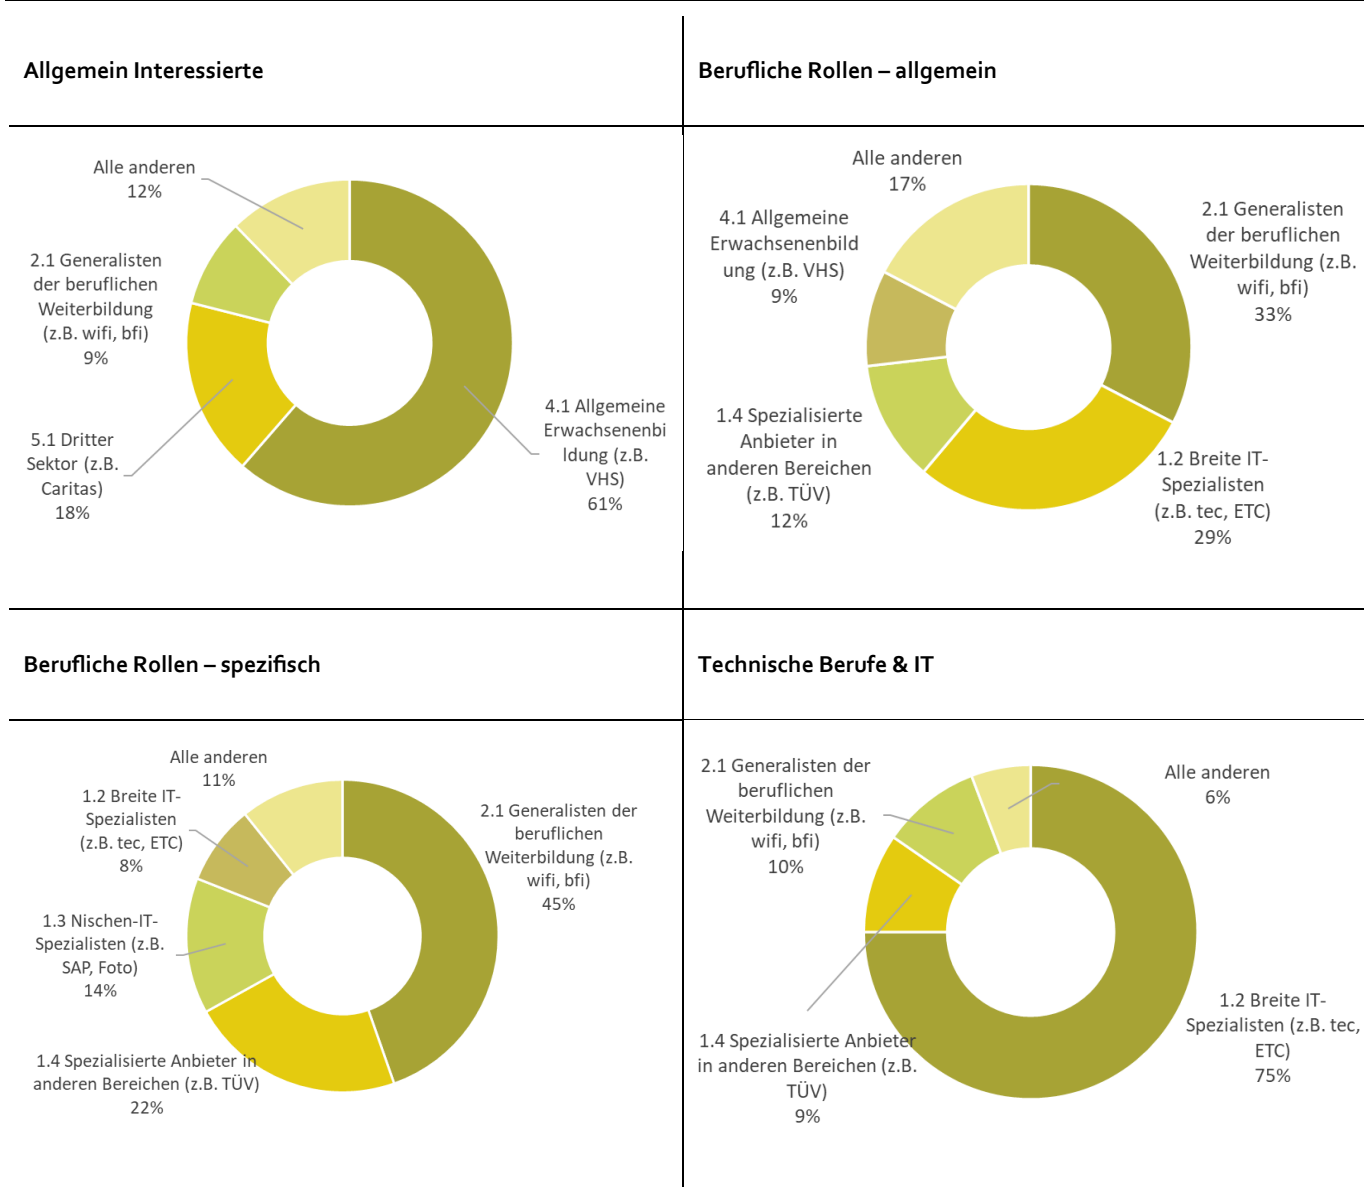 Allgemein Interessierte
Alle anderen
12%
2.1 Generalisten
der beruflichen
Weiterbildung
(z.B. wifi, bfi)
9%
5.1 Dritter
Sektor (z.B.
Caritas)
18%
4.1 Allgemeine
Erwachsenenbi
ldung (z.B.
VHS)
61%
Berufliche Rollen – allgemein
Alle anderen
17%
4.1 Allgemeine
Erwachsenenbild
ung (z.B. VHS)
9%
2.1 Generalisten
der beruflichen
Weiterbildung (z.B.
wifi, bfi)
33%
1.4 Spezialisierte
Anbieter in
anderen Bereichen
(z.B. TÜV)
12%
1.2 Breite IT-
Spezialisten
(z.B. tec, ETC)
29%
Berufliche Rollen – spezifisch
Alle anderen
11%
1.2 Breite IT-
Spezialisten
(z.B. tec, ETC)
8%
2.1 Generalisten der
beruflichen
Weiterbildung (z.B.
wifi, bfi)
45%
1.3 Nischen-IT-
Spezialisten (z.B.
SAP, Foto)
14%
1.4 Spezialisierte Anbieter in
anderen Bereichen (z.B. TÜV)
22%
Technische Berufe & IT
2.1 Generalisten der
beruflichen
Weiterbildung (z.B.
wifi, bfi)
10%
Alle anderen
6%
1.4 Spezialisierte Anbieter
in anderen Bereichen (z.B.
TÜV)
9%
1.2 Breite IT-
Spezialisten (z.B. tec,
ETC)
75%